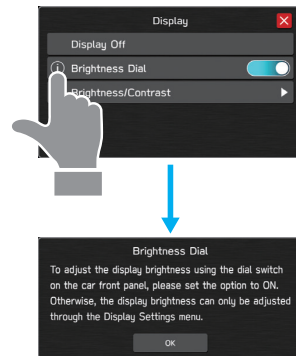 Display
Display Off
Brightness Dial
Brightness/Contrast
Brightness Dial
To adjust the display brightness using the dial switch
on the car front panel, please set the option to ON.
Otherwise, the display brightness can only be adjusted
through the Display Settings menu.
OK